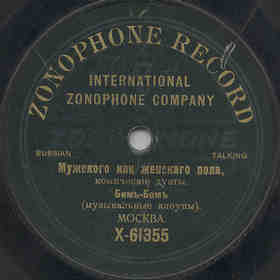 ZONOPHONE RECORD
INTERNATIONAL
ZONOPHONE COMPANY
RUSSIAN TALKING
Мужского или женскаго пола,
комическіе дуэты.
Бимъ-Бомъ
(музыкальные клоуны).
МОСКВА.
X-61355